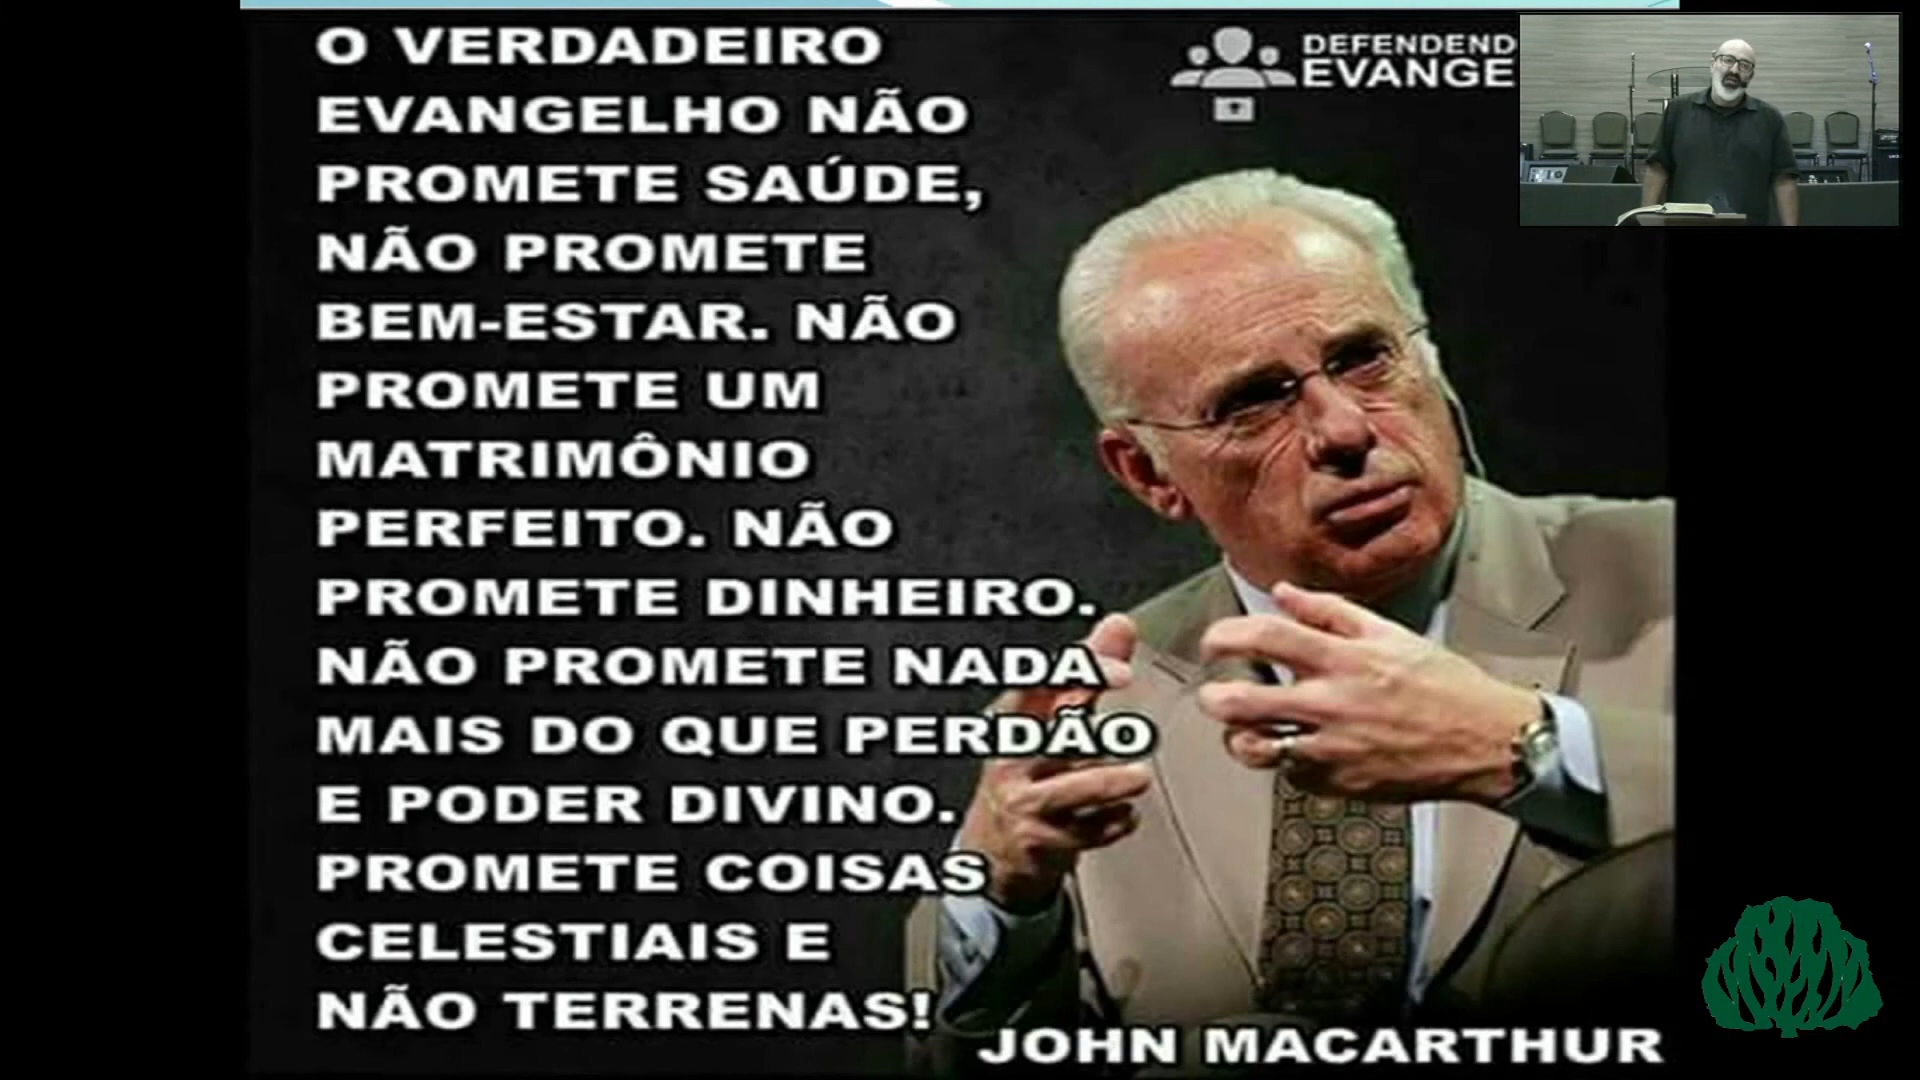 O VERDADEIRO
EVANGELHO NÃO
PROMETE SAÚDE,
NÃO PROMETE
BEM-ESTAR. NÃO
PROMETE UM
MATRIMÔNIO
PERFEITO. NÃO
PROMETE DINHEIRO.
NÃO PROMETE NADA
MAIS DO QUE PERDÃO
E PODER DIVINO.
PROMETE COISAS
CELESTIAIS E
NÃO TERRENAS!
DEFENDEND
EVANGE
JOHN MACARTHUR